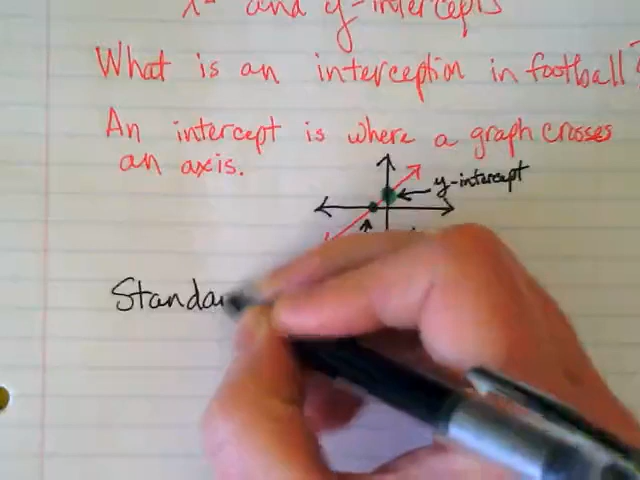 x- and y-intercepts
What is an interception in football?
An intercept is where a graph crosses
an axis.
y-intercept
Standa